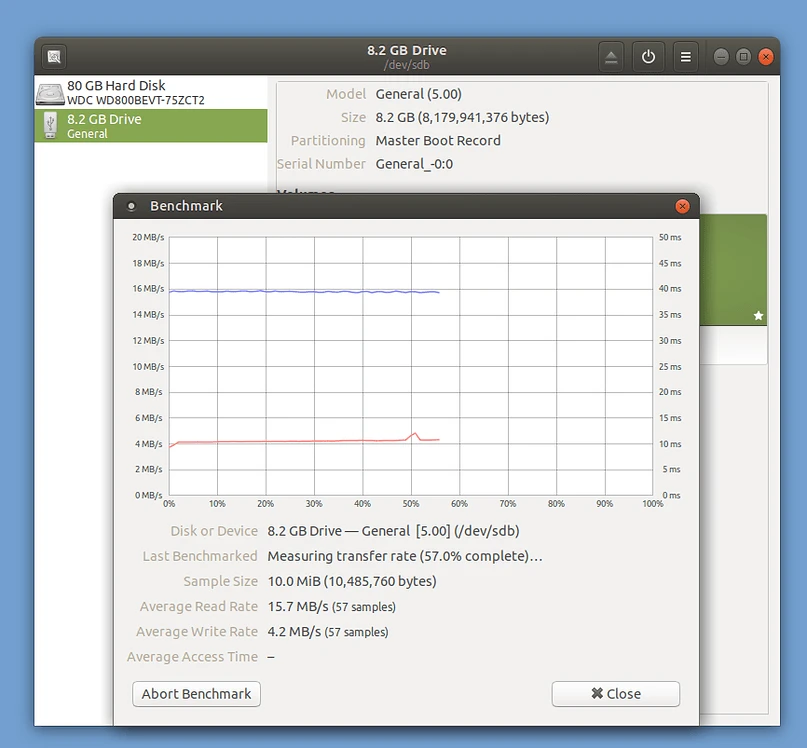 8.2 GB Drive
/dev/sdb
80 GB Hard Disk
WDC WD800BEVT-75ZCT2
8.2 GB Drive
General
Model General (5.00)
Size 8.2 GB (8,179,941,376 bytes)
Partitioning Master Boot Record
Serial Number General_-0:0
Volumes
Benchmark
20 MB/s 50 ms
18 MB/s 45 ms
16 MB/s 40 ms
14 MB/s 35 ms
12 MB/s 30 ms
10 MB/s 25 ms
8 MB/s 20 ms
6 MB/s 15 ms
4 MB/s 10 ms
2 MB/s 5 ms
0 MB/s 0 ms
0% 10% 20% 30% 40% 50% 60% 70% 80% 90% 100%
Disk or Device 8.2 GB Drive — General [5.00] (/dev/sdb)
Last Benchmarked Measuring transfer rate (57.0% complete)…
Sample Size 10.0 MiB (10,485,760 bytes)
Average Read Rate 15.7 MB/s (57 samples)
Average Write Rate 4.2 MB/s (57 samples)
Average Access Time –
Abort Benchmark ✖ Close